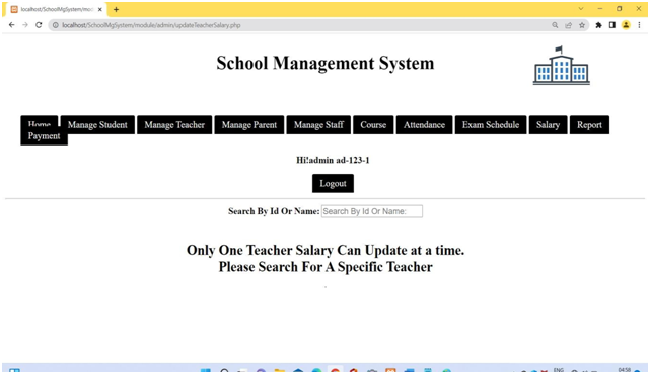 localhost/SchoolMgSystem/mod
localhost/SchoolMgSystem/module/admin/updateTeacherSalary.php
School Management System
Home Manage Student Manage Teacher Manage Parent Manage Staff Course Attendance Exam Schedule Salary Report
Payment
Hi!admin ad-123-1
Logout
Search By Id Or Name: Search By Id Or Name:
Only One Teacher Salary Can Update at a time.
Please Search For A Specific Teacher
ENG 04:58